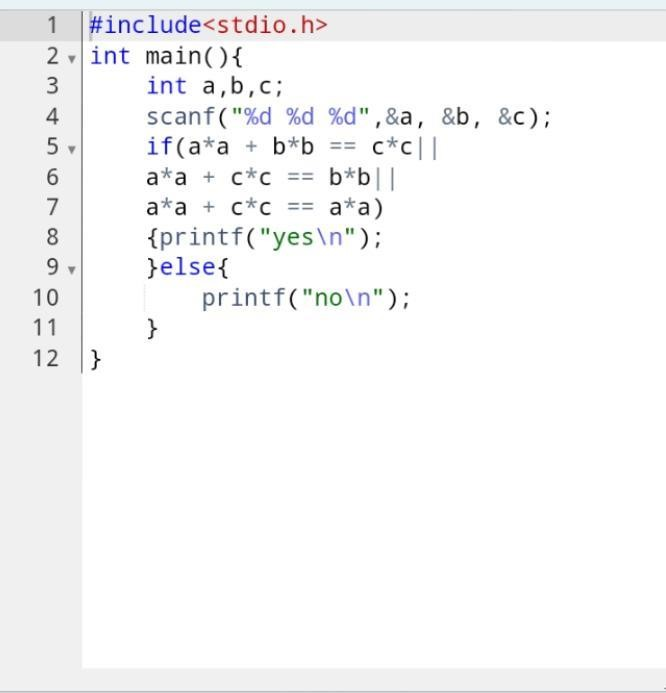 1 #include<stdio.h>
2 int main(){
3     int a,b,c;
4     scanf("%d %d %d",&a, &b, &c);
5     if(a*a + b*b == c*c||
6     a*a + c*c == b*b||
7     a*a + c*c == a*a)
8     {printf("yes\n");
9     }else{
10         printf("no\n");
11     }
12 }